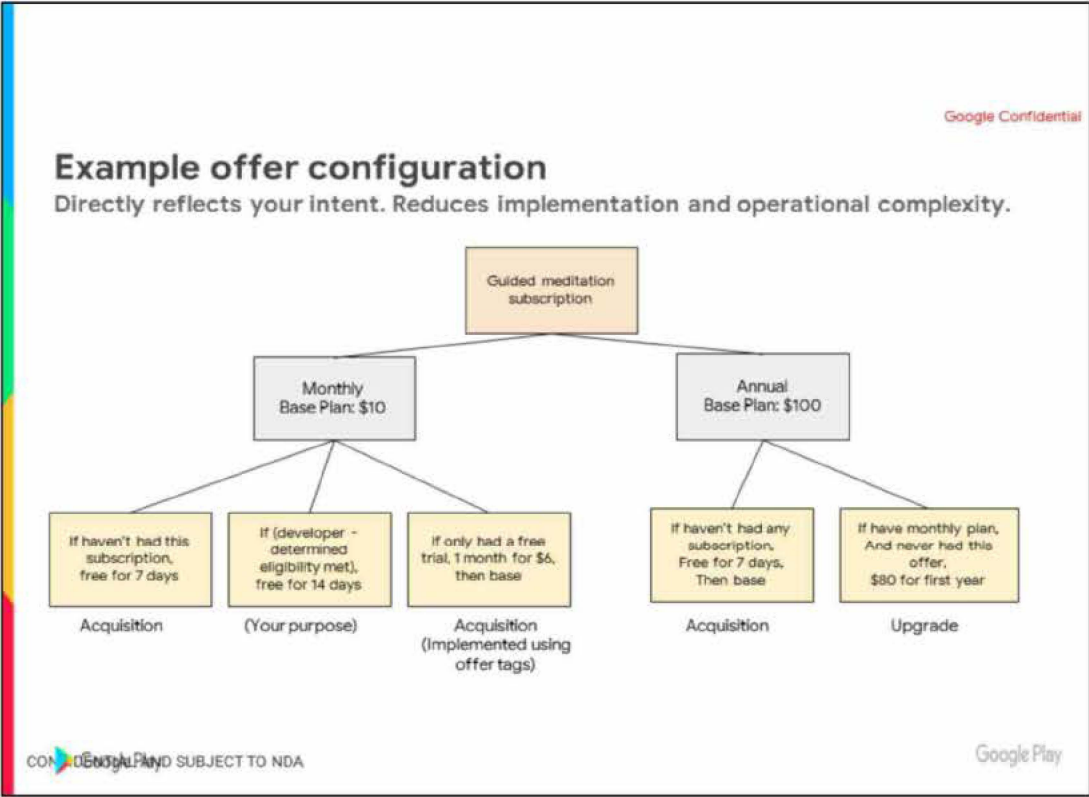 Google Confidential
Example offer configuration
Directly reflects your intent. Reduces implementation and operational complexity.
Guided meditation
subscription
Monthly
Base Plan: $10
Annual
Base Plan: $100
If haven't had this
subscription,
free for 7 days
Acquisition
If (developer -
determined
eligibility met),
free for 14 days
(Your purpose)
If only had a free
trial, 1 month for $6,
then base
Acquisition
(Implemented using
offer tags)
If haven't had any
subscription,
Free for 7 days,
Then base
Acquisition
If have monthly plan,
And never had this
offer,
$80 for first year
Upgrade
CONFIDENTIAL AND SUBJECT TO NDA
Google Play
Google Play